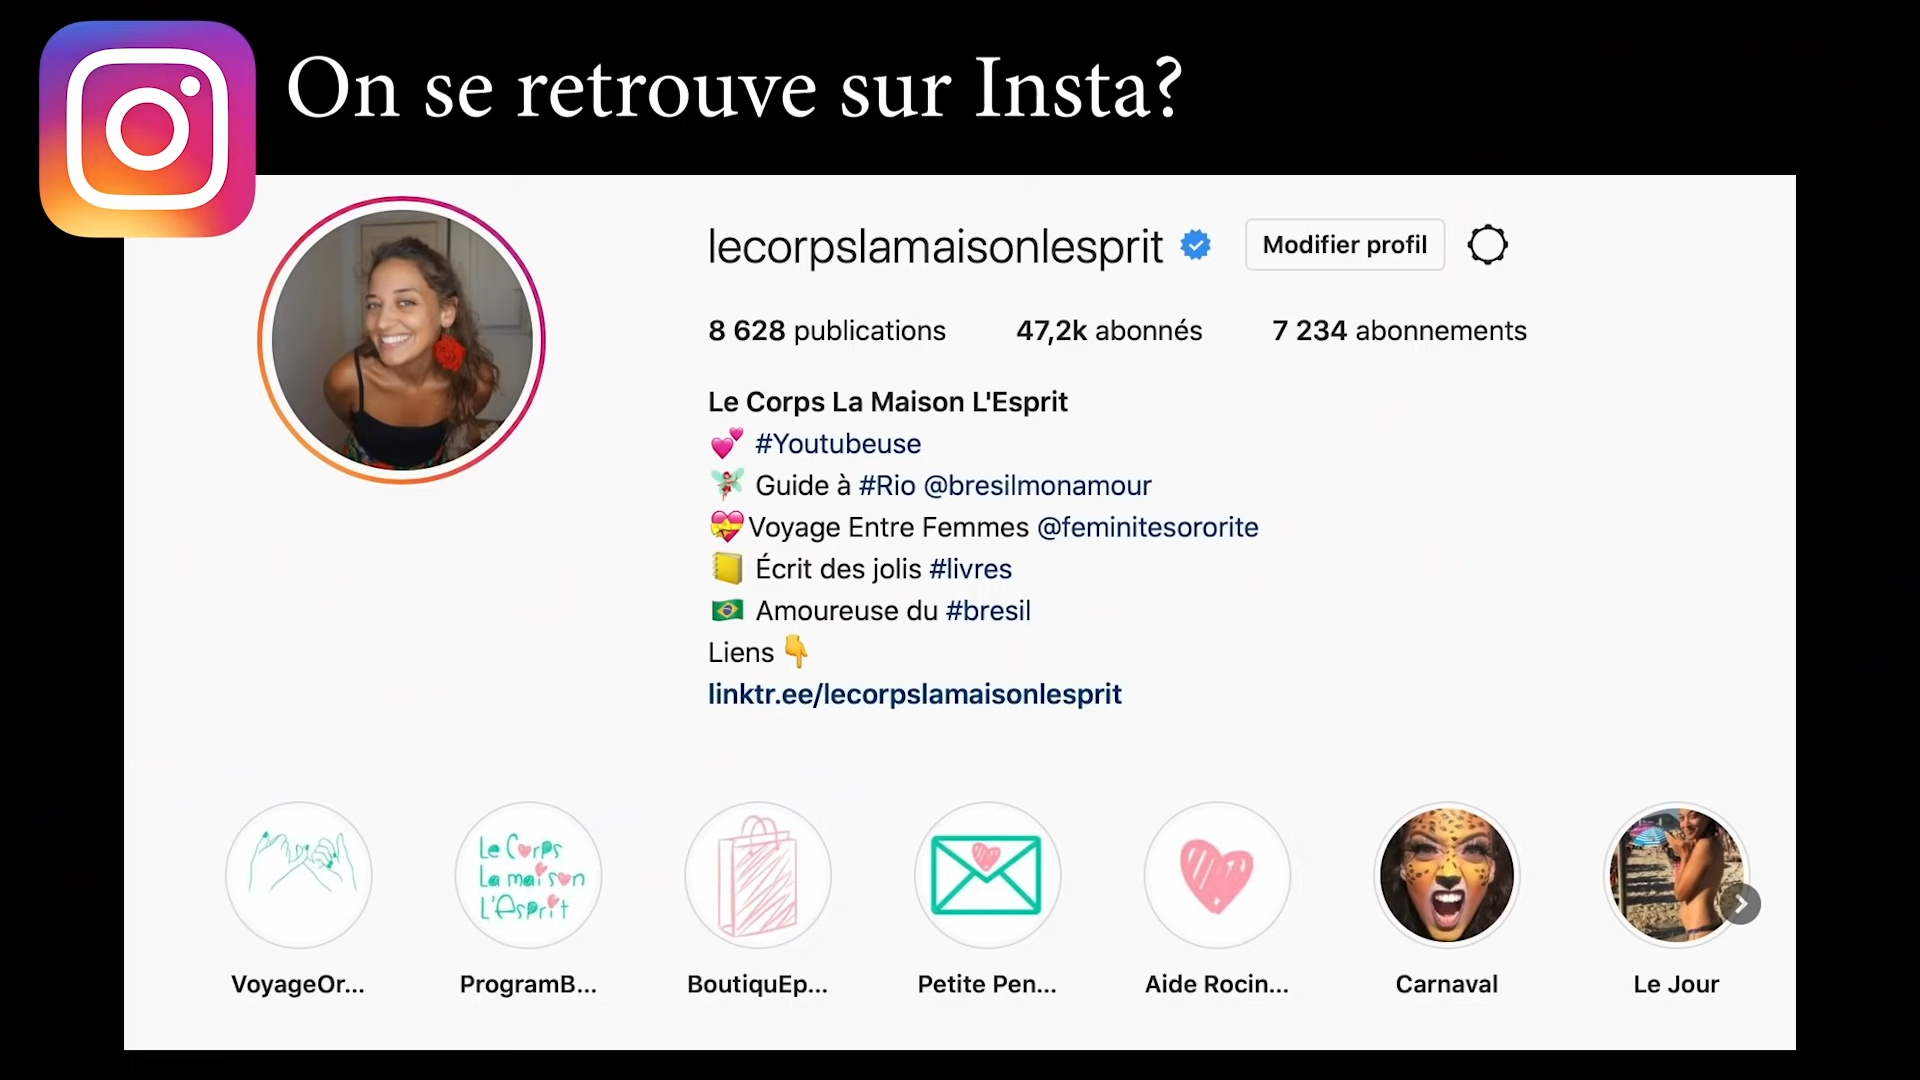 On se retrouve sur Insta?
lecorpslamaisonlesprit Modifier profil
8 628 publications 47,2k abonnés 7 234 abonnements
Le Corps La Maison L'Esprit
💕 #Youtubeuse
🧚 Guide à #Rio @bresilmonamour
💝Voyage Entre Femmes @feminitesororite
📒 Écrit des jolis #livres
🇧🇷 Amoureuse du #bresil
Liens 👇
linktr.ee/lecorpslamaisonlesprit
Le Corps
La maison
L'Esprit
VoyageOr... ProgramB... BoutiquEp... Petite Pen... Aide Rocin... Carnaval Le Jour